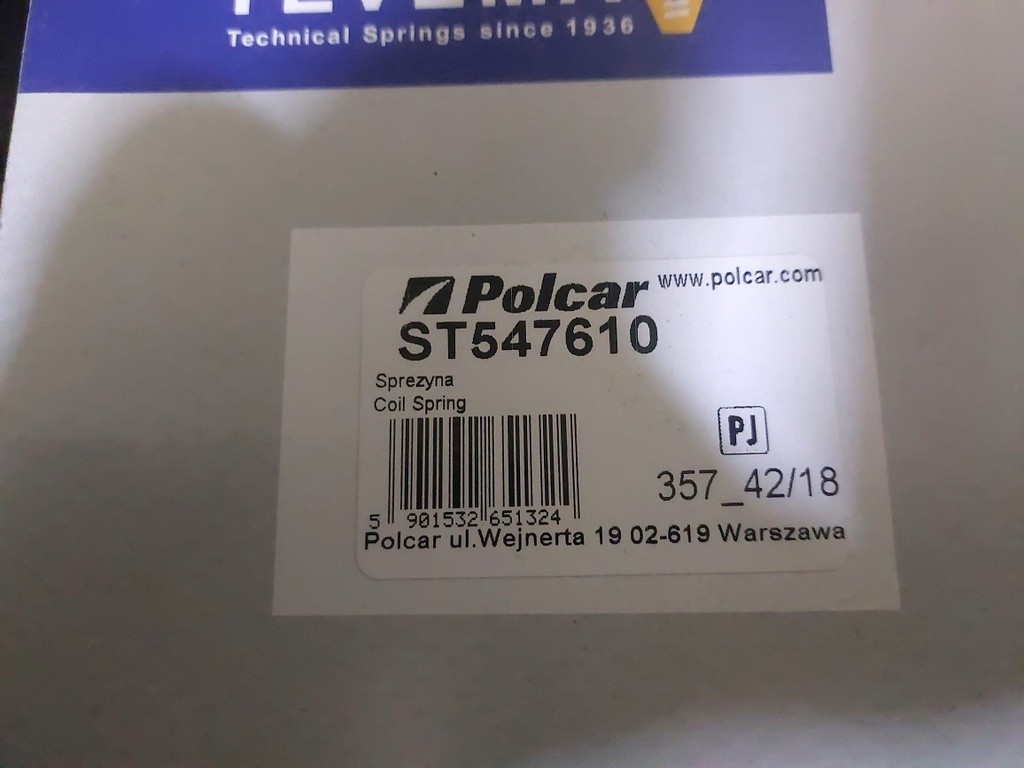 Technical Springs since 1936
Polcar www.polcar.com
ST547610
Sprezyna
Coil Spring
PJ
357_42/18
5 901532 651324
Polcar ul.Wejnerta 19 02-619 Warszawa